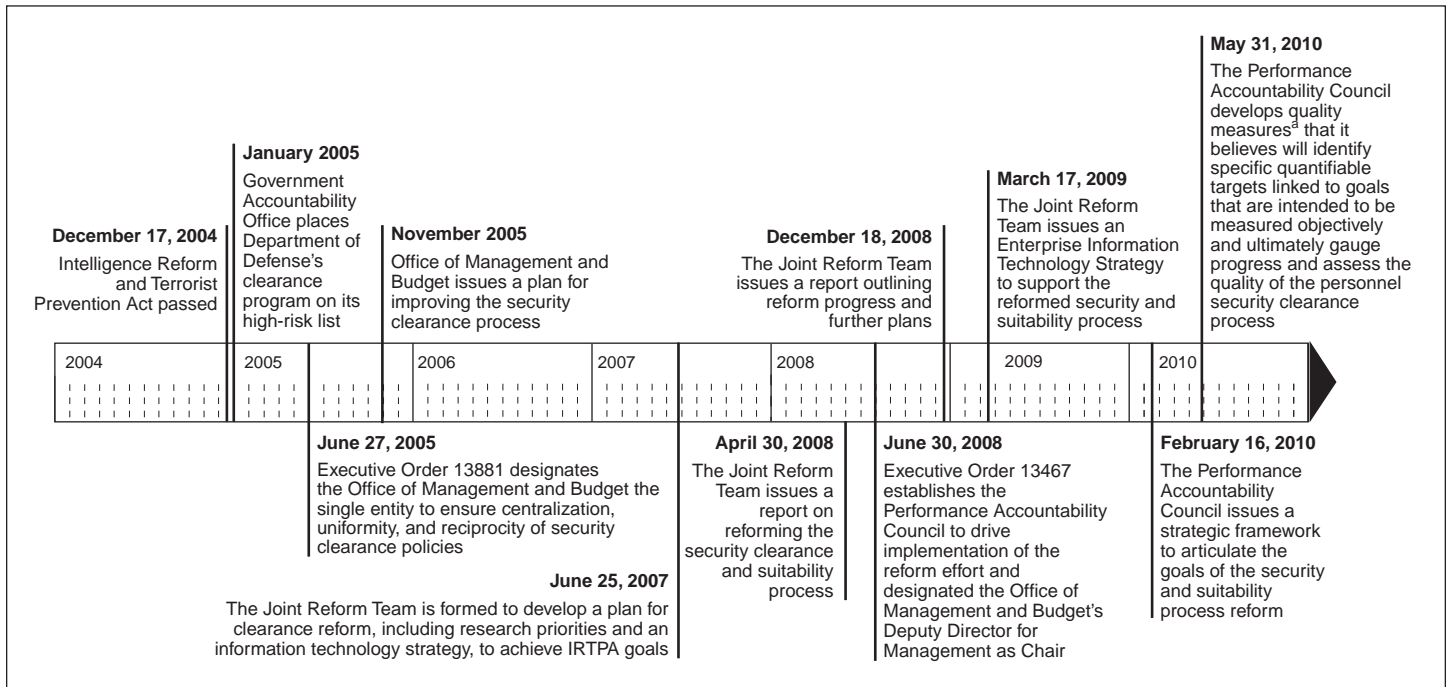 December 17, 2004
Intelligence Reform
and Terrorist
Prevention Act passed
January 2005
Government
Accountability
Office places
Department of
Defense's
clearance
program on its
high-risk list
November 2005
Office of Management and
Budget issues a plan for
improving the security
clearance process
December 18, 2008
The Joint Reform Team
issues a report outlining
reform progress and
further plans
March 17, 2009
The Joint Reform
Team issues an
Enterprise Information
Technology Strategy
to support the
reformed security and
suitability process
May 31, 2010
The Performance
Accountability Council
develops quality
measuresᵃ that it
believes will identify
specific quantifiable
targets linked to goals
that are intended to be
measured objectively
and ultimately gauge
progress and assess the
quality of the personnel
security clearance
process
2004
2005
2006
2007
2008
2009
2010
June 27, 2005
Executive Order 13881 designates
the Office of Management and Budget the
single entity to ensure centralization,
uniformity, and reciprocity of security
clearance policies
June 25, 2007
The Joint Reform Team is formed to develop a plan for
clearance reform, including research priorities and an
information technology strategy, to achieve IRTPA goals
April 30, 2008
The Joint Reform
Team issues a
report on
reforming the
security clearance
and suitability
process
June 30, 2008
Executive Order 13467
establishes the
Performance Accountability
Council to drive
implementation of the
reform effort and
designated the Office of
Management and Budget's
Deputy Director for
Management as Chair
February 16, 2010
The Performance
Accountability
Council issues a
strategic framework
to articulate the
goals of the security
and suitability
process reform